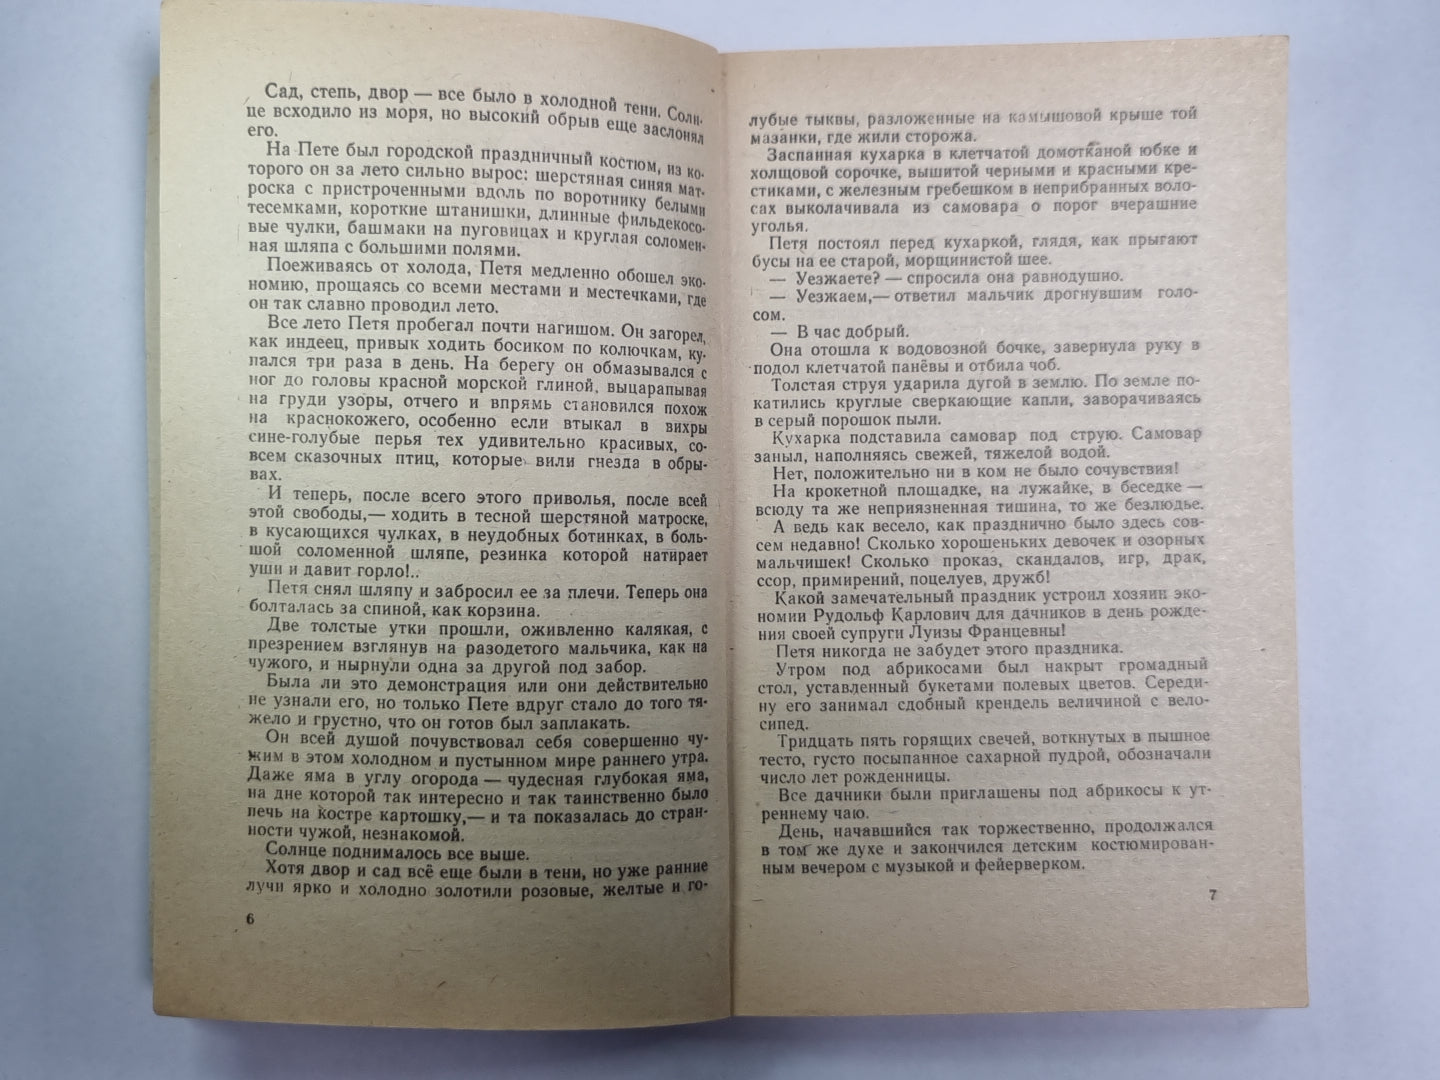 Сад, степь, двор — все было в холодной тени. Солн-
це всходило из моря, но высокий обрыв еще заслонял
его.
На Пете был городской праздничный костюм, из ко-
торого он за лето сильно вырос: шерстяная синяя мат-
роска с пристроченными вдоль по воротнику белыми
тесемками, короткие штанишки, длинные фильдекосо-
вые чулки, башмаки на пуговицах и круглая соломен-
ная шляпа с большими полями.
Поеживаясь от холода, Петя медленно обошел эко-
номию, прощаясь со всеми местами и местечками, где
он так славно проводил лето.
Все лето Петя пробегал почти нагишом. Он загорел,
как индеец, привык ходить босиком по колючкам, ку-
пался три раза в день. На берегу он обмазывался с
ног до головы красной морской глиной, выцарапывая
на груди узоры, отчего и впрямь становился похож
на краснокожего, особенно если втыкал в вихры
сине-голубые перья тех удивительно красивых, со-
всем сказочных птиц, которые вили гнезда в обры-
вах.
И теперь, после всего этого приволья, после всей
этой свободы,— ходить в тесной шерстяной матроске,
в кусающихся чулках, в неудобных ботинках, в боль-
шой соломенной шляпе, резинка которой натирает
уши и давит горло!..
Петя снял шляпу и забросил ее за плечи. Теперь она
болталась за спиной, как корзина.
Две толстые утки прошли, оживленно калякая, с
презрением взглянув на разодетого мальчика, как на
чужого, и нырнули одна за другой под забор.
Была ли это демонстрация или они действительно
не узнали его, но только Пете вдруг стало до того тя-
жело и грустно, что он готов был заплакать.
Он всей душой почувствовал себя совершенно чу-
жим в этом холодном и пустынном мире раннего утра.
Даже яма в углу огорода — чудесная глубокая яма,
на дне которой так интересно и так таинственно было
печь на костре картошку,— и та показалась до стран-
ности чужой, незнакомой.
Солнце поднималось все выше.
Хотя двор и сад всё еще были в тени, но уже ранние
лучи ярко и холодно золотили розовые, желтые и го-
6
лубые тыквы, разложенные на камышовой крыше той
мазанки, где жили сторожа.
Заспанная кухарка в клетчатой домотканой юбке и
холщовой сорочке, вышитой черными и красными кре-
стиками, с железным гребешком в неприбранных воло-
сах выколачивала из самовара о порог вчерашние
уголья.
Петя постоял перед кухаркой, глядя, как прыгают
бусы на ее старой, морщинистой шее.
— Уезжаете? — спросила она равнодушно.
— Уезжаем,— ответил мальчик дрогнувшим голо-
сом.
— В час добрый.
Она отошла к водовозной бочке, завернула руку в
подол клетчатой панёвы и отбила чоб.
Толстая струя ударила дугой в землю. По земле по-
катились круглые сверкающие капли, заворачиваясь
в серый порошок пыли.
Кухарка подставила самовар под струю. Самовар
заныл, наполняясь свежей, тяжелой водой.
Нет, положительно ни в ком не было сочувствия!
На крокетной площадке, на лужайке, в беседке —
всюду та же неприязненная тишина, то же безлюдье.
А ведь как весело, как празднично было здесь сов-
сем недавно! Сколько хорошеньких девочек и озорных
мальчишек! Сколько проказ, скандалов, игр, драк,
ссор, примирений, поцелуев, дружб!
Какой замечательный праздник устроил хозяин эко-
номии Рудольф Карлович для дачников в день рожде-
ния своей супруги Луизы Францевны!
Петя никогда не забудет этого праздника.
Утром под абрикосами был накрыт громадный
стол, уставленный букетами полевых цветов. Середи-
ну его занимал сдобный крендель величиной с вело-
сипед.
Тридцать пять горящих свечей, воткнутых в пышное
тесто, густо посыпанное сахарной пудрой, обозначали
число лет рожденницы.
Все дачники были приглашены под абрикосы к ут-
реннему чаю.
День, начавшийся так торжественно, продолжался
в том же духе и закончился детским костюмирован-
ным вечером с музыкой и фейерверком.
7